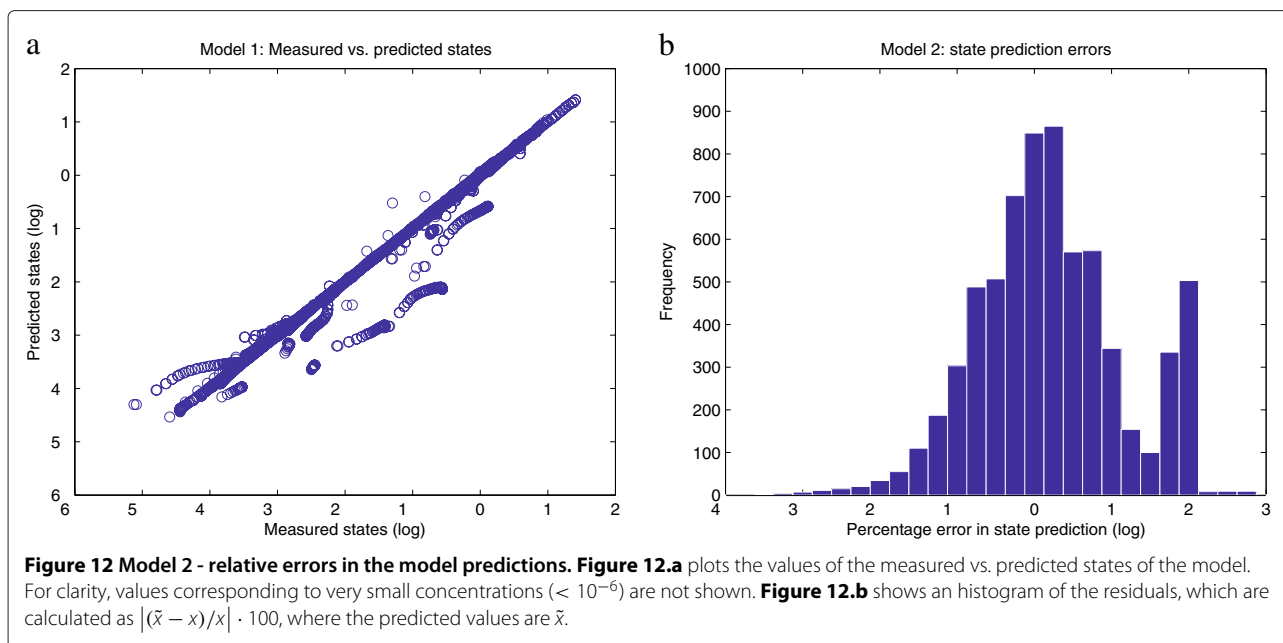 a
Model 1: Measured vs. predicted states
2
1
0
1
2
3
4
5
6
Predicted states (log)
6 5 4 3 2 1 0 1 2
Measured states (log)
b
Model 2: state prediction errors
1000
900
800
700
600
500
400
300
200
100
0
Frequency
4 3 2 1 0 1 2 3
Percentage error in state prediction (log)
Figure 12 Model 2 - relative errors in the model predictions. Figure 12.a plots the values of the measured vs. predicted states of the model.
For clarity, values corresponding to very small concentrations (< 10⁻⁶) are not shown. Figure 12.b shows an histogram of the residuals, which are
calculated as |(x̃ − x)/x| · 100, where the predicted values are x̃.